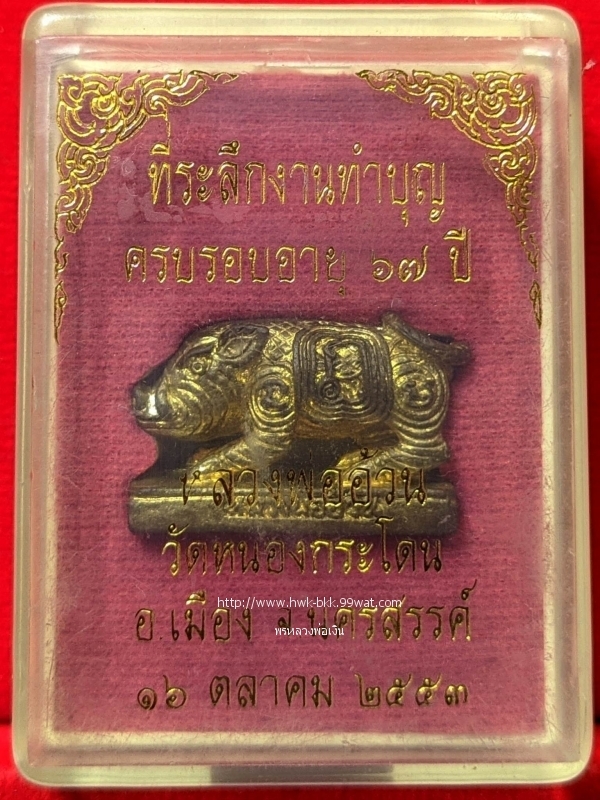 ที่ระลึกงานทำบุญ
ครบรอบอายุ ๖๗ ปี
หลวงพ่ออ้วน
วัดหนองกระโดน
http://www.hwk-bkk.99wat.com/
อ.เมือง จ.นครสวรรค์
พรหลวงพ่อเงิน
๑๖ ตลาคม ๒๕๕๓